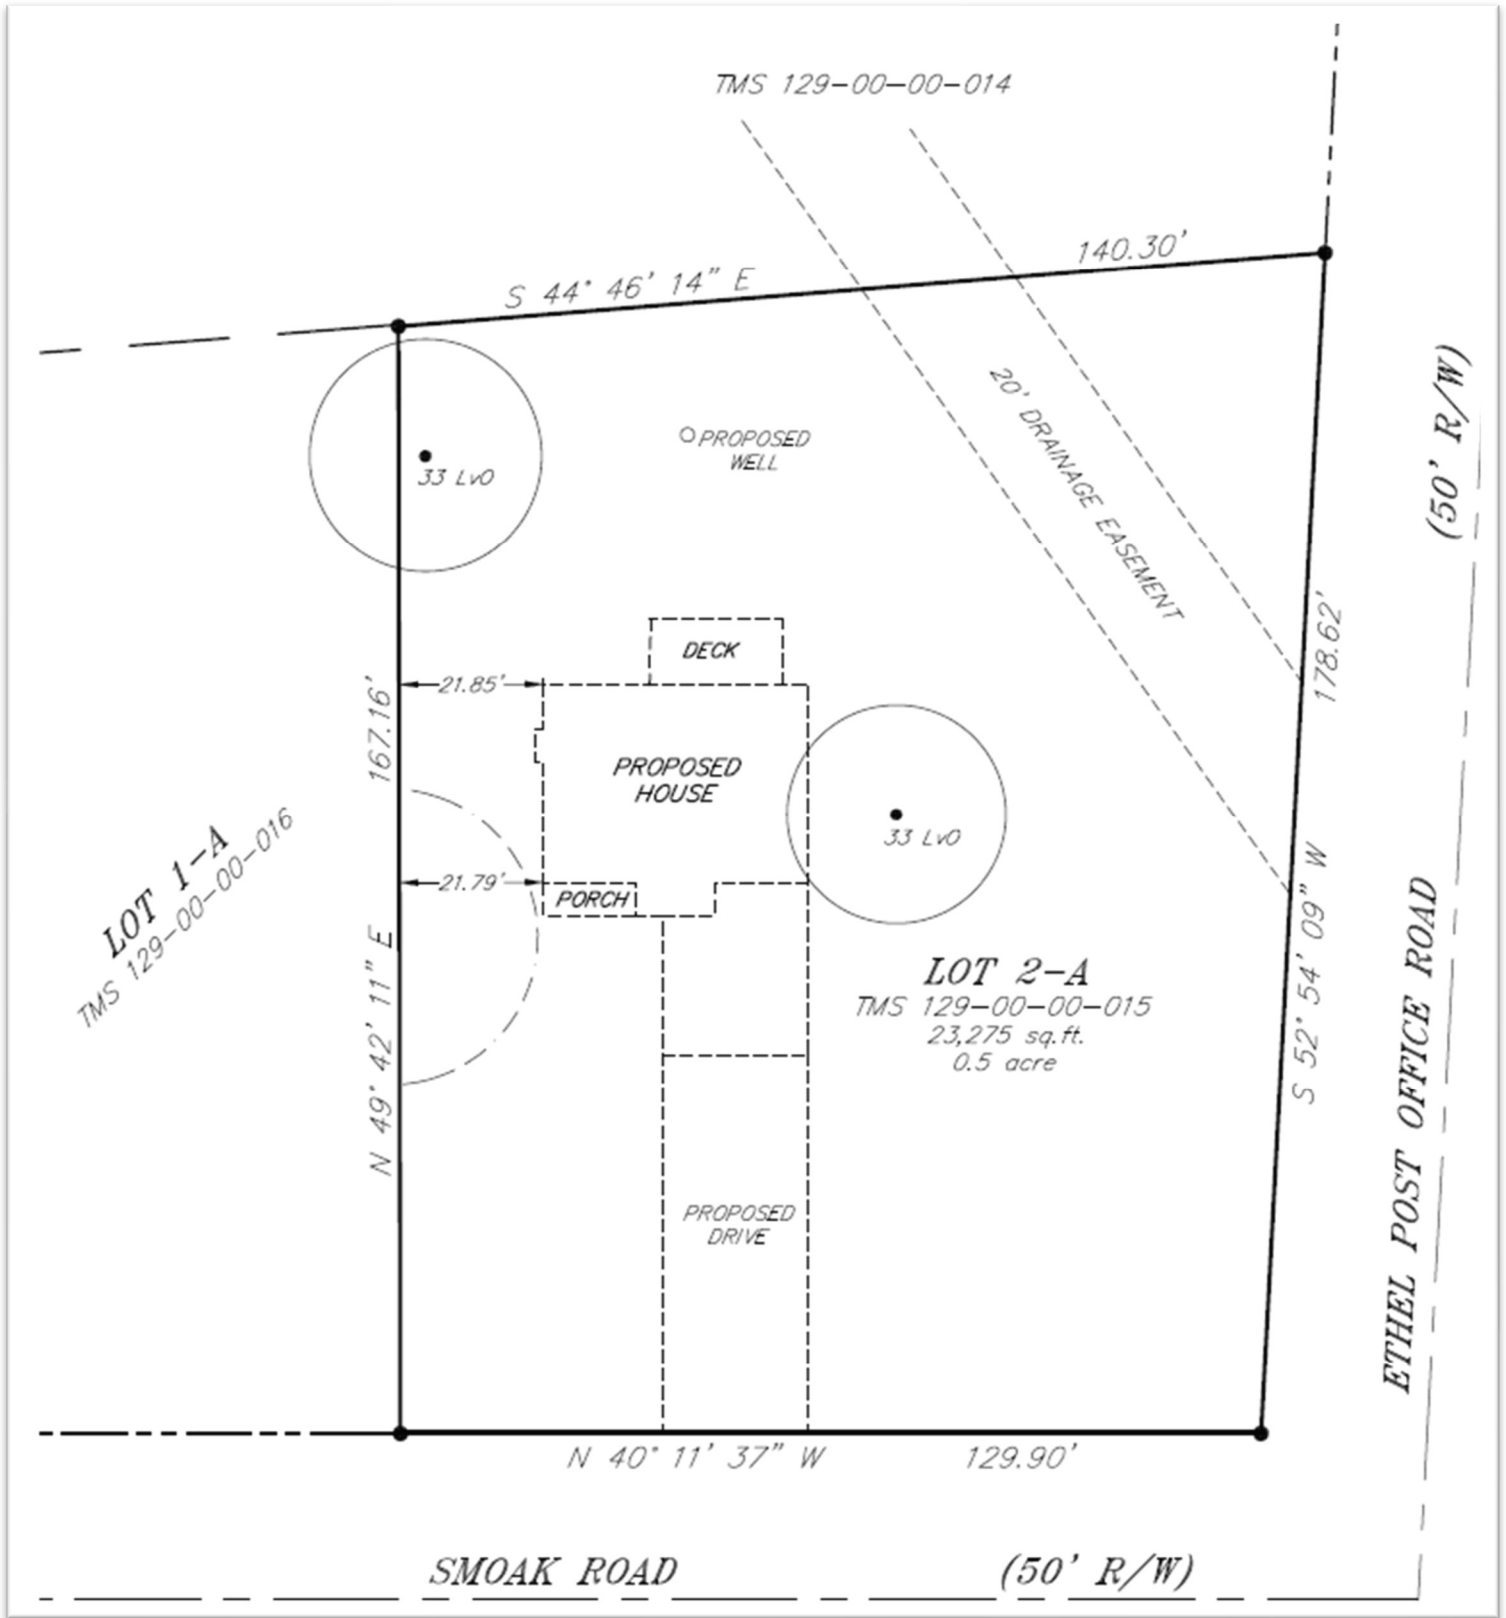 TMS 129-00-00-014
S 44° 46' 14" E
140.30'
(50' R/W)
20' DRAINAGE EASEMENT
PROPOSED
WELL
33 LvO
178.62'
DECK
21.85'
167.16'
PROPOSED
HOUSE
33 LvO
LOT 1-A
TMS 129-00-00-016
21.79'
PORCH
N 49° 42' 11" E
S 52° 54' 09" W
LOT 2-A
TMS 129-00-00-015
23,275 sq.ft.
0.5 acre
ETHEL POST OFFICE ROAD
PROPOSED
DRIVE
N 40° 11' 37" W
129.90'
SMOAK ROAD
(50' R/W)